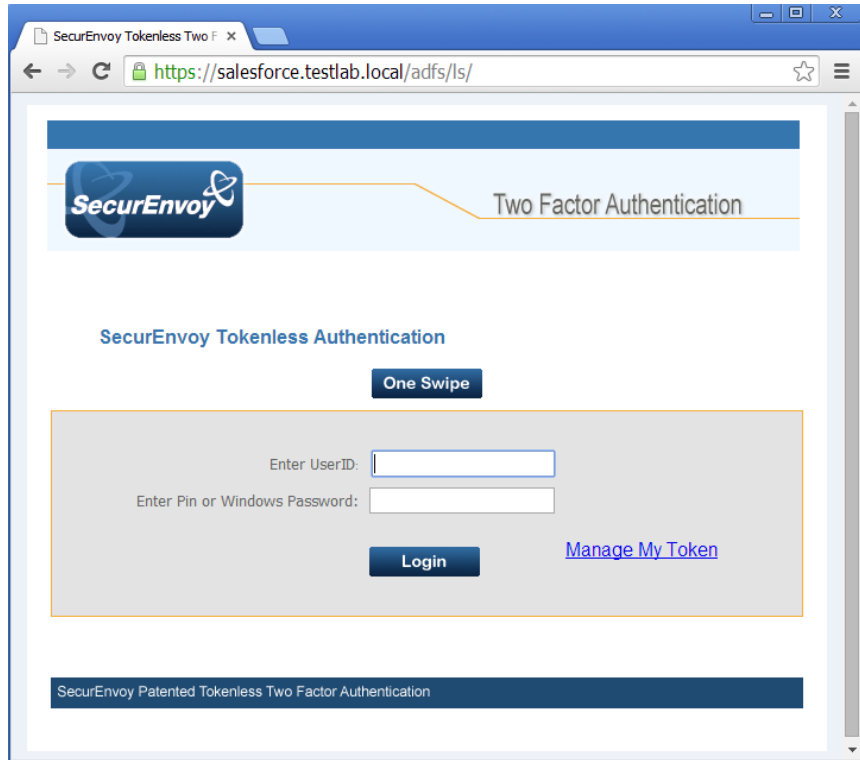 SecurEnvoy Tokenless Two F
https://salesforce.testlab.local/adfs/ls/
SecurEnvoy
Two Factor Authentication
SecurEnvoy Tokenless Authentication
One Swipe
Enter UserID:
Enter Pin or Windows Password:
Login
Manage My Token
SecurEnvoy Patented Tokenless Two Factor Authentication